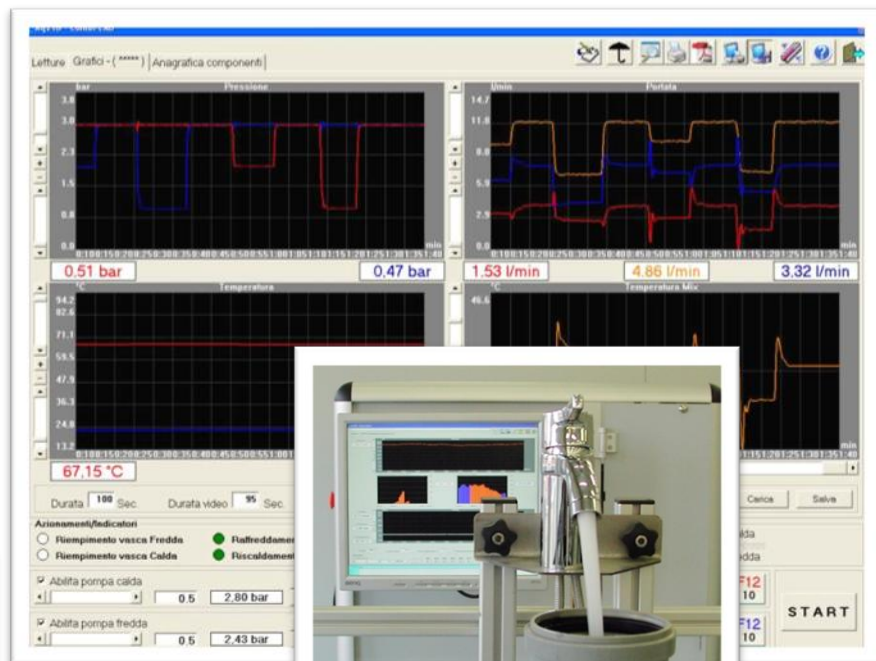 Letture Grafici - ( ***** ) Anagrafica componenti
bar Pressione
3.8
3.0
2.3
1.5
0.8
0.0
min
0,51 bar 0,47 bar
l/min Portata
14.7
11.8
8.8
5.9
2.9
0.0
min
1.53 l/min 4.86 l/min 3.32 l/min
°C Temperatura
94.2
82.6
71.1
59.5
47.9
36.3
24.8
13.2
67,15 °C
°C Temperatura Mix
Durata 100 Sec. Durata video 95 Sec.
Carica Salva
Azionamenti/Indicatori
Riempimento vasca Fredda
Riempimento vasca Calda
Abilita pompa calda
0.5 2,80 bar
Abilita pompa fredda
0.5 2,43 bar
F12
10
F12
10
START
BENQ